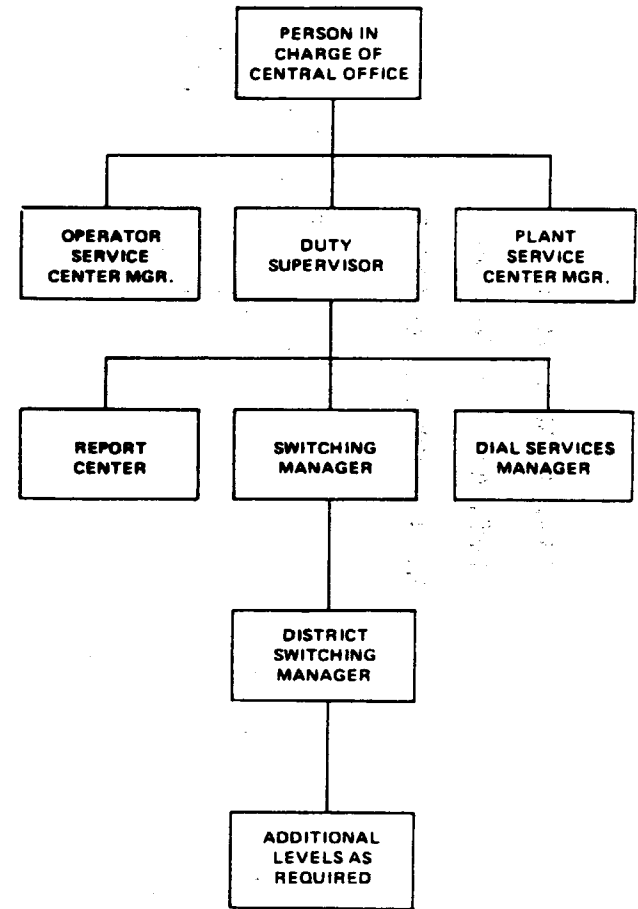 PERSON IN
CHARGE OF
CENTRAL OFFICE
OPERATOR
SERVICE
CENTER MGR.
DUTY
SUPERVISOR
PLANT
SERVICE
CENTER MGR.
REPORT
CENTER
SWITCHING
MANAGER
DIAL SERVICES
MANAGER
DISTRICT
SWITCHING
MANAGER
ADDITIONAL
LEVELS AS
REQUIRED